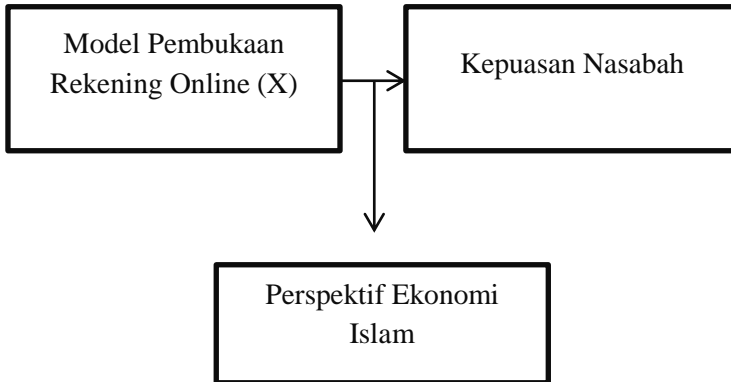 Model Pembukaan
Rekening Online (X)
Kepuasan Nasabah
Perspektif Ekonomi
Islam